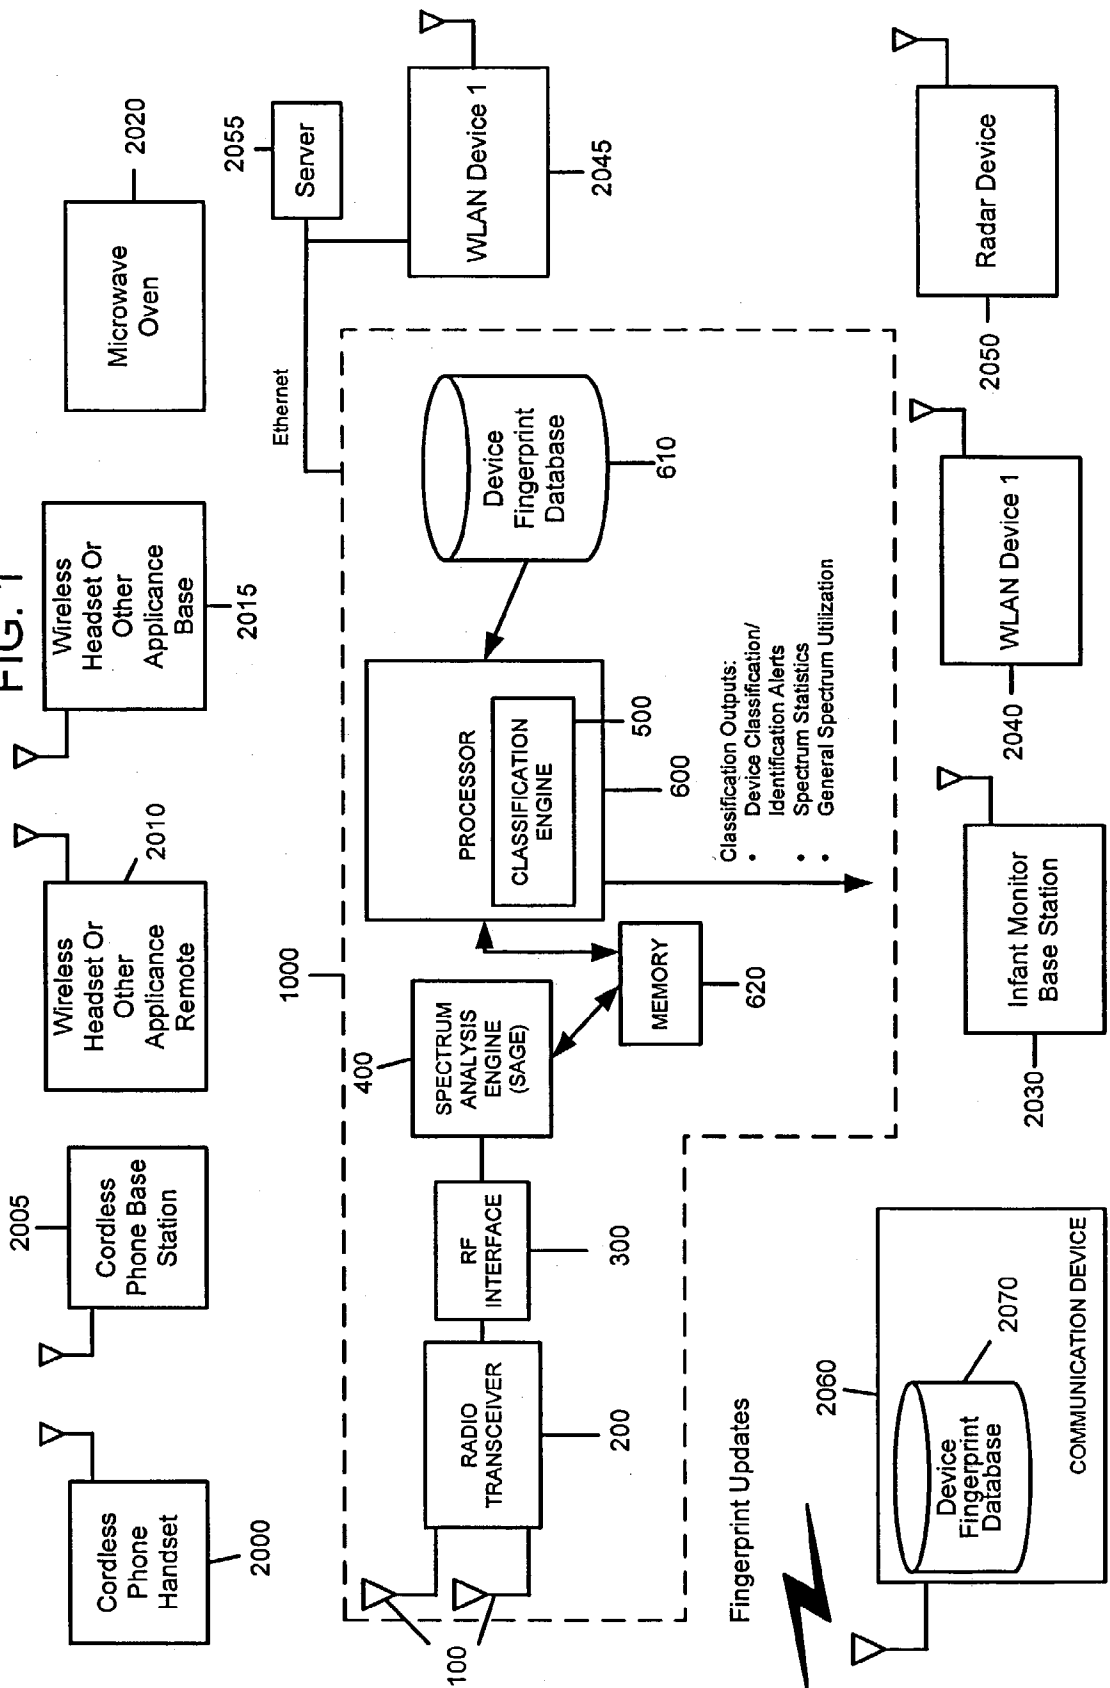 FIG. 1
Cordless
Phone
Handset
2000
2005
Cordless
Phone Base
Station
Wireless
Headset Or
Other
Applicance
Remote
2010
Wireless
Headset Or
Other
Applicance
Base
2015
Microwave
Oven
2020
2055
Server
Ethernet
WLAN Device 1
2045
1000
100
RADIO
TRANSCEIVER
200
RF
INTERFACE
300
400
SPECTRUM
ANALYSIS
ENGINE
(SAGE)
MEMORY
620
PROCESSOR
CLASSIFICATION
ENGINE
500
600
Device
Fingerprint
Database
610
Classification Outputs:
• Device Classification/
Identification Alerts
• Spectrum Statistics
• General Spectrum Utilization
Fingerprint Updates
2060
Device
Fingerprint
Database
2070
COMMUNICATION DEVICE
Infant Monitor
Base Station
2030
WLAN Device 1
2040
Radar Device
2050